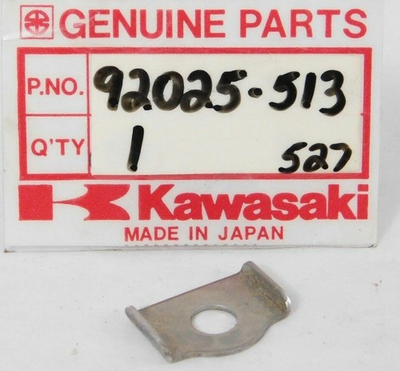 GENUINE PARTS
P.NO. 92025-513
Q'TY 1 527
Kawasaki
MADE IN JAPAN